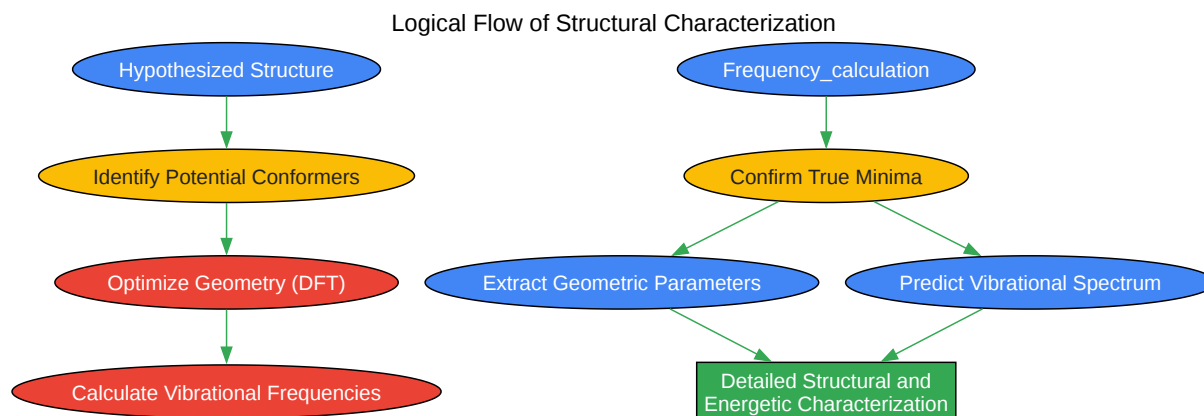 Logical Flow of Structural Characterization
Hypothesized Structure
Frequency_calculation
Identify Potential Conformers
Confirm True Minima
Optimize Geometry (DFT)
Extract Geometric Parameters
Predict Vibrational Spectrum
Calculate Vibrational Frequencies
Detailed Structural and
Energetic Characterization